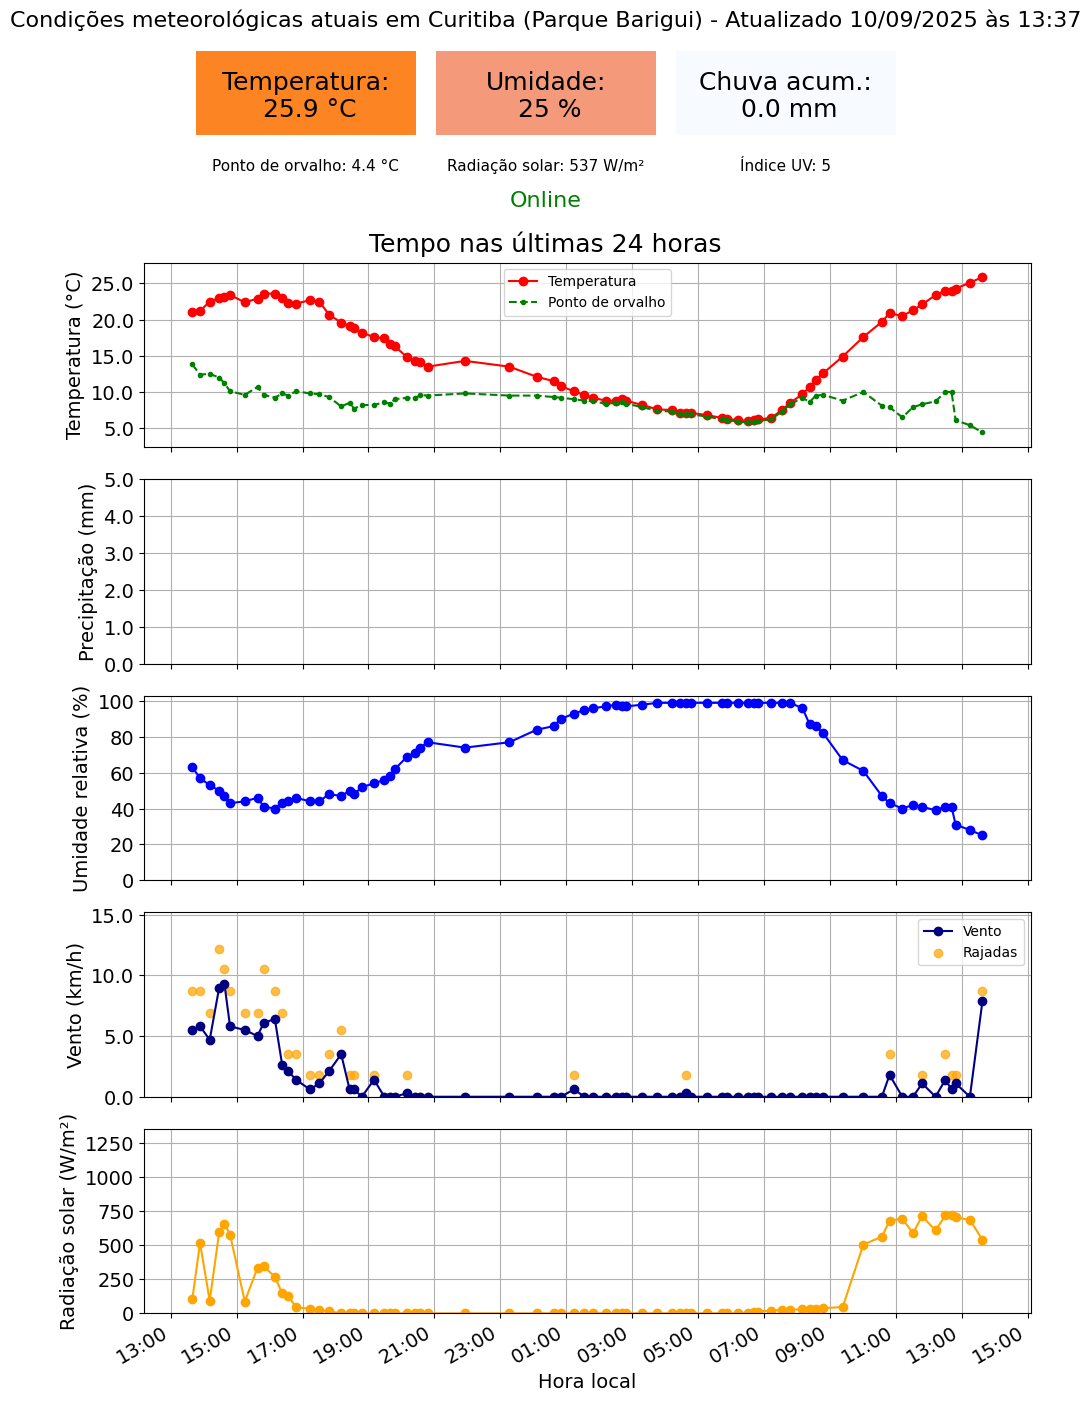 Condições meteorológicas atuais em Curitiba (Parque Barigui) - Atualizado 10/09/2025 às 13:37
Temperatura:
25.9 °C
Umidade:
25 %
Chuva acum.:
0.0 mm
Ponto de orvalho: 4.4 °C
Radiação solar: 537 W/m²
Índice UV: 5
Online
Tempo nas últimas 24 horas
Temperatura (°C)
25.0
20.0
15.0
10.0
5.0
Temperatura
Ponto de orvalho
Precipitação (mm)
5.0
4.0
3.0
2.0
1.0
0.0
Umidade relativa (%)
100
80
60
40
20
0
Vento (km/h)
15.0
10.0
5.0
0.0
Vento
Rajadas
Radiação solar (W/m²)
1250
1000
750
500
250
0
13:00
15:00
17:00
19:00
21:00
23:00
01:00
03:00
05:00
07:00
09:00
11:00
13:00
15:00
Hora local